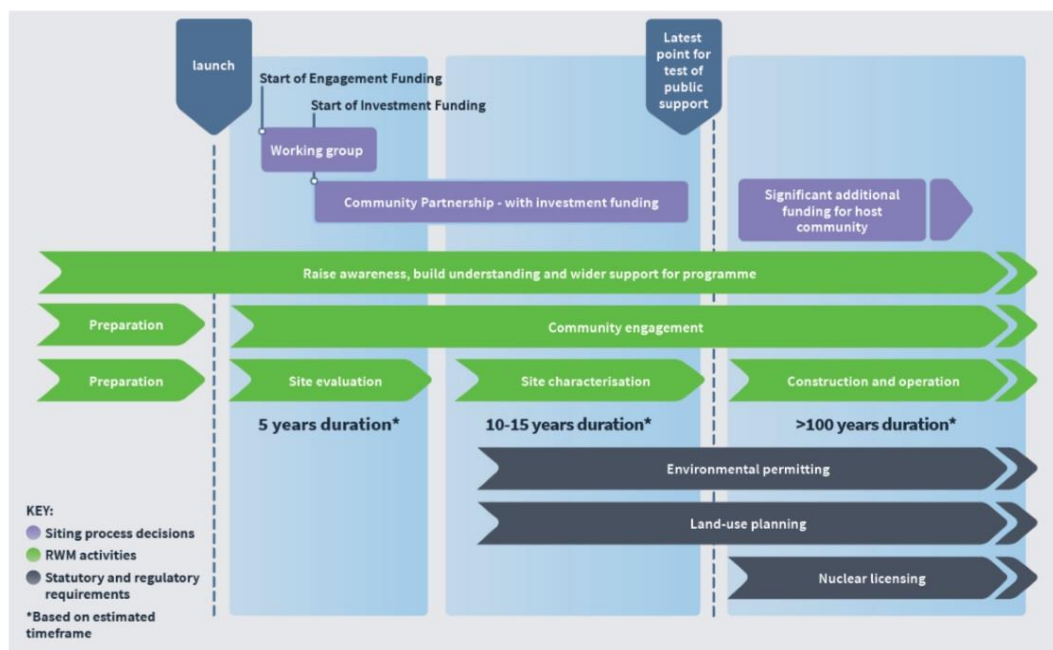 launch
Start of Engagement Funding
Start of Investment Funding
Latest
point for
test of
public
support
Working group
Community Partnership - with investment funding
Significant additional
funding for host
community
Raise awareness, build understanding and wider support for programme
Preparation
Community engagement
Preparation
Site evaluation
Site characterisation
Construction and operation
5 years duration*
10-15 years duration*
>100 years duration*
Environmental permitting
Land-use planning
Nuclear licensing
KEY:
Siting process decisions
RWM activities
Statutory and regulatory
requirements
*Based on estimated
timeframe